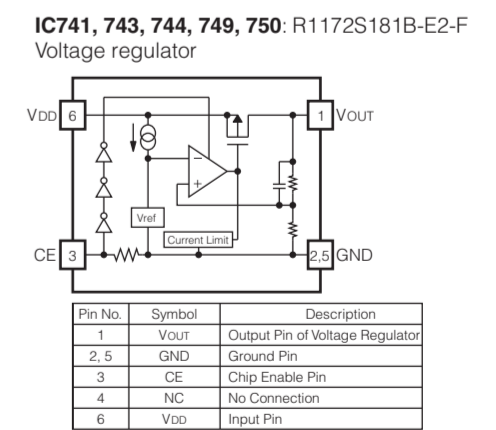 IC741, 743, 744, 749, 750: R1172S181B-E2-F
Voltage regulator
VDD 6
1 VOUT
−
+
Vref
Current Limit
CE 3
2,5 GND
Pin No. Symbol Description
1 VOUT Output Pin of Voltage Regulator
2, 5 GND Ground Pin
3 CE Chip Enable Pin
4 NC No Connection
6 VDD Input Pin